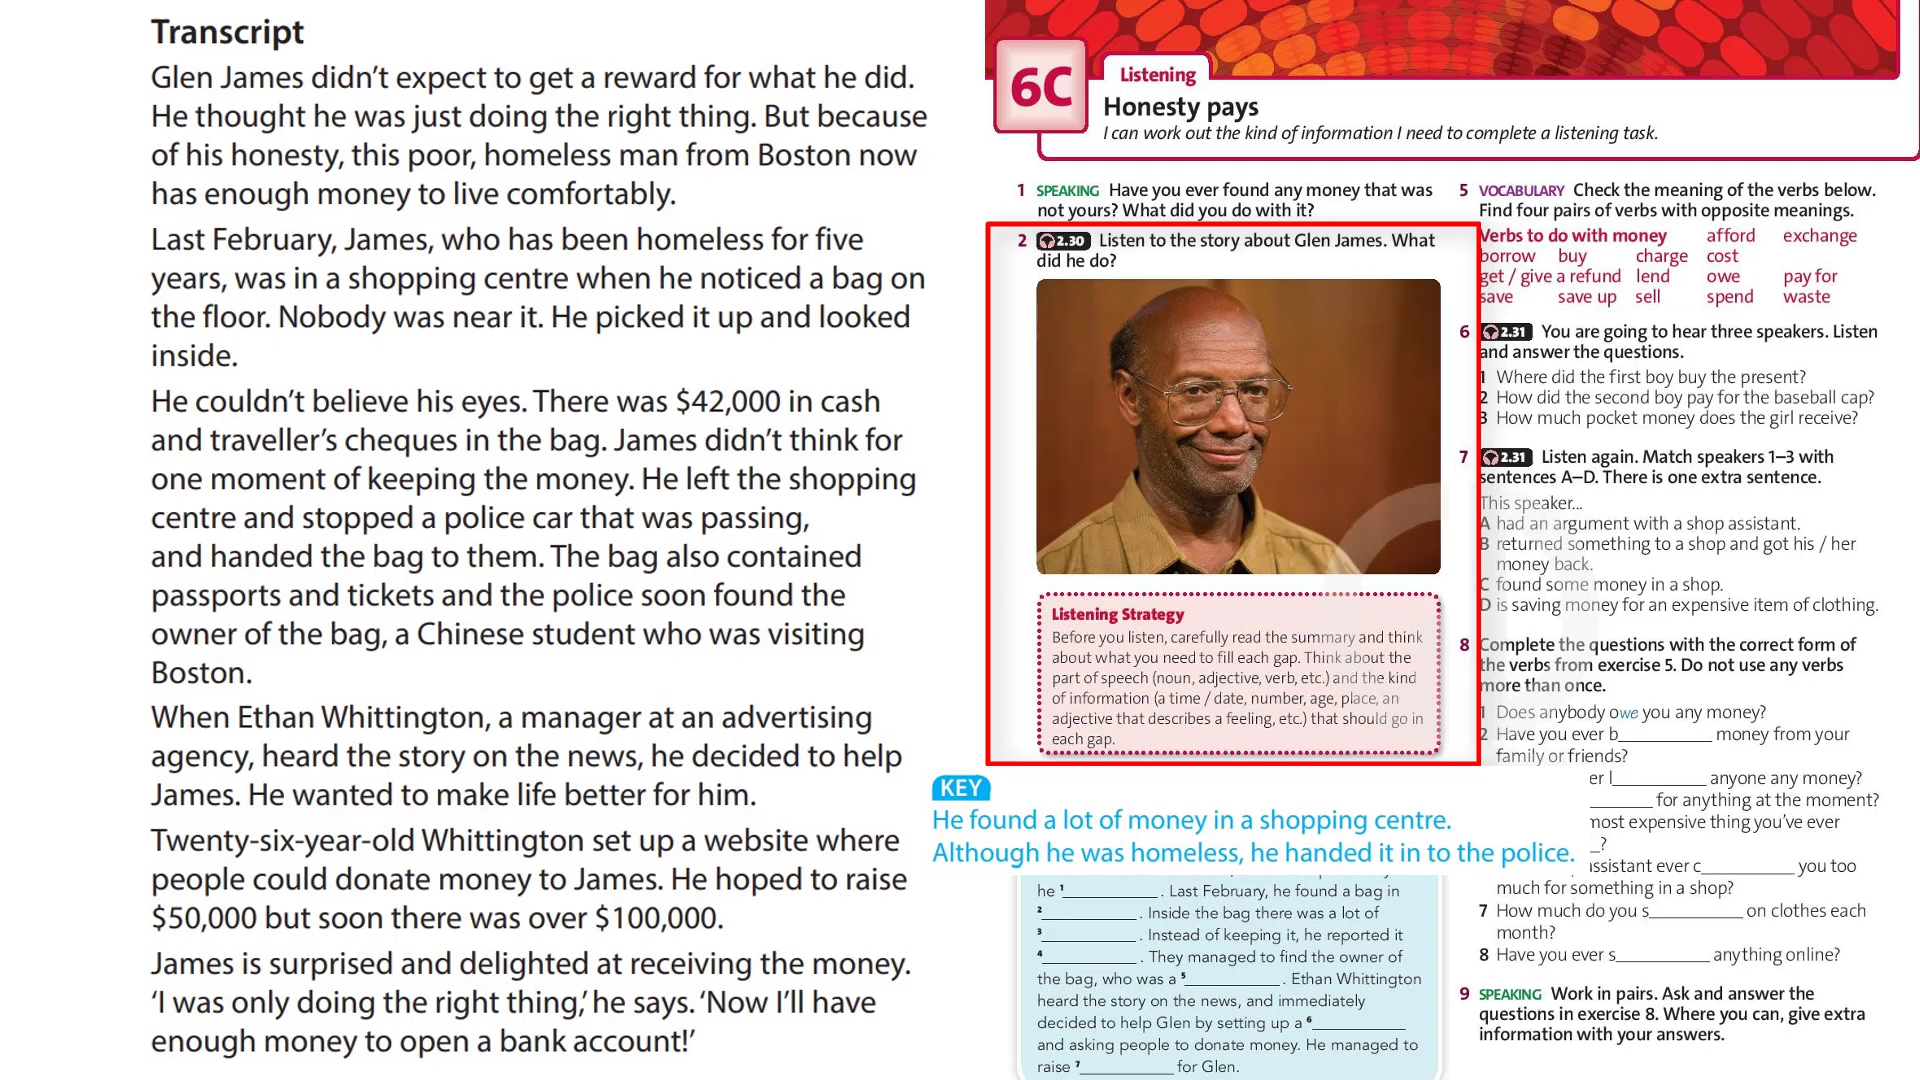 Transcript
Glen James didn't expect to get a reward for what he did.
He thought he was just doing the right thing. But because
of his honesty, this poor, homeless man from Boston now
has enough money to live comfortably.
Last February, James, who has been homeless for five
years, was in a shopping centre when he noticed a bag on
the floor. Nobody was near it. He picked it up and looked
inside.
He couldn't believe his eyes. There was $42,000 in cash
and traveller's cheques in the bag. James didn't think for
one moment of keeping the money. He left the shopping
centre and stopped a police car that was passing,
and handed the bag to them. The bag also contained
passports and tickets and the police soon found the
owner of the bag, a Chinese student who was visiting
Boston.
When Ethan Whittington, a manager at an advertising
agency, heard the story on the news, he decided to help
James. He wanted to make life better for him.
Twenty-six-year-old Whittington set up a website where
people could donate money to James. He hoped to raise
$50,000 but soon there was over $100,000.
James is surprised and delighted at receiving the money.
'I was only doing the right thing,' he says. 'Now I'll have
enough money to open a bank account!'
6C
Listening
Honesty pays
I can work out the kind of information I need to complete a listening task.
1 SPEAKING Have you ever found any money that was
not yours? What did you do with it?
2 2.30 Listen to the story about Glen James. What
did he do?
Listening Strategy
Before you listen, carefully read the summary and think
about what you need to fill each gap. Think about the
part of speech (noun, adjective, verb, etc.) and the kind
of information (a time / date, number, age, place, an
adjective that describes a feeling, etc.) that should go in
each gap.
KEY
He found a lot of money in a shopping centre.
Although he was homeless, he handed it in to the police.
he 1__________. Last February, he found a bag in
2__________. Inside the bag there was a lot of
3__________. Instead of keeping it, he reported it
4__________. They managed to find the owner of
the bag, who was a 5__________. Ethan Whittington
heard the story on the news, and immediately
decided to help Glen by setting up a 6__________
and asking people to donate money. He managed to
raise 7__________ for Glen.
5 VOCABULARY Check the meaning of the verbs below.
Find four pairs of verbs with opposite meanings.
Verbs to do with money afford exchange
borrow buy charge cost
get / give a refund lend owe pay for
save save up sell spend waste
6 2.31 You are going to hear three speakers. Listen
and answer the questions.
1 Where did the first boy buy the present?
2 How did the second boy pay for the baseball cap?
3 How much pocket money does the girl receive?
7 2.31 Listen again. Match speakers 1–3 with
sentences A–D. There is one extra sentence.
This speaker...
A had an argument with a shop assistant.
B returned something to a shop and got his / her
money back.
C found some money in a shop.
D is saving money for an expensive item of clothing.
8 Complete the questions with the correct form of
the verbs from exercise 5. Do not use any verbs
more than once.
1 Does anybody owe you any money?
2 Have you ever b__________ money from your
family or friends?
er l__________ anyone any money?
______ for anything at the moment?
most expensive thing you've ever
_?
assistant ever c__________ you too
much for something in a shop?
7 How much do you s__________ on clothes each
month?
8 Have you ever s__________ anything online?
9 SPEAKING Work in pairs. Ask and answer the
questions in exercise 8. Where you can, give extra
information with your answers.